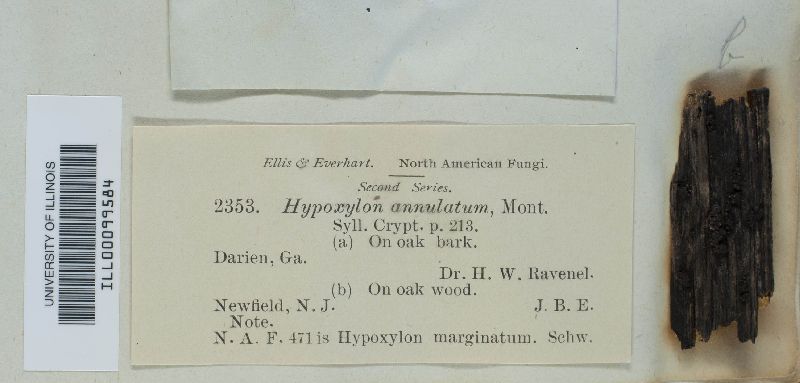 b
UNIVERSITY OF ILLINOIS
ILL00099584
Ellis & Everhart. North American Fungi.
Second Series.
2353. Hypoxylon annulatum, Mont.
Syll. Crypt. p. 213.
(a) On oak bark.
Darien, Ga.
Dr. H. W. Ravenel.
(b) On oak wood.
Newfield, N. J. J. B. E.
Note.
N. A. F. 471 is Hypoxylon marginatum. Schw.